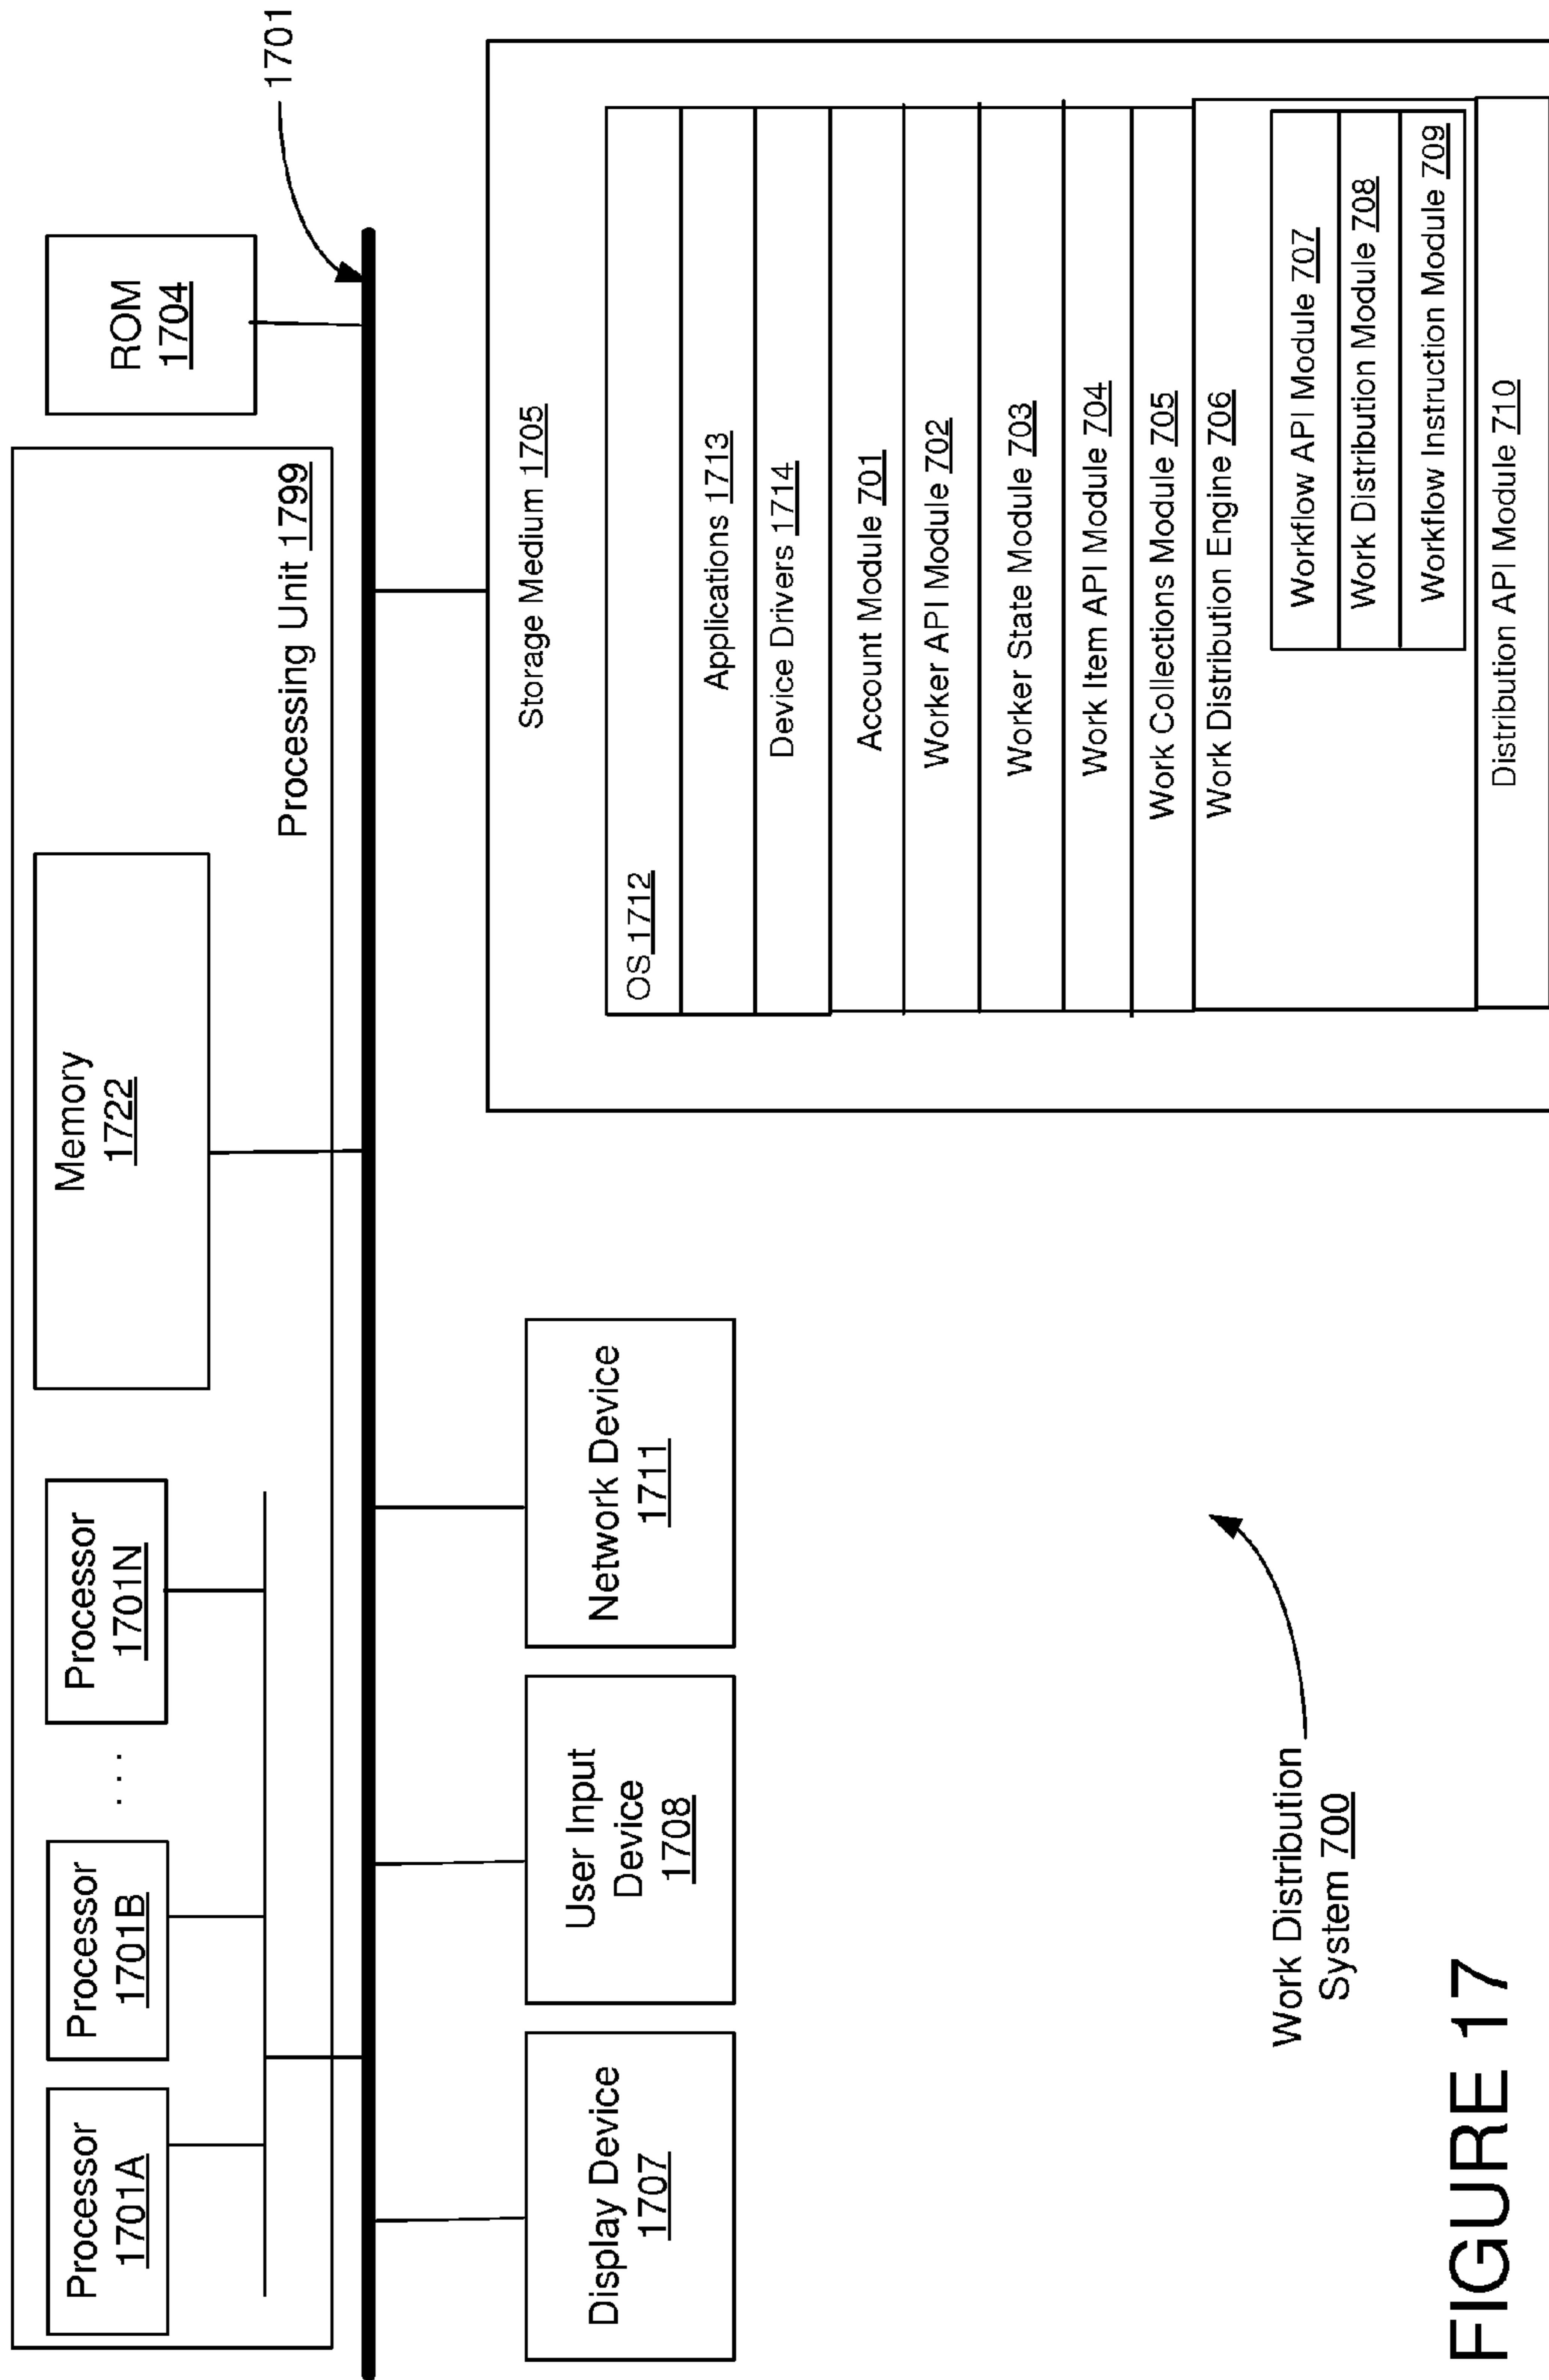 Processing Unit 1799
Processor
1701A
Processor
1701B
. . .
Processor
1701N
Memory
1722
ROM
1704
1701
Display Device
1707
User Input
Device
1708
Network Device
1711
Storage Medium 1705
OS 1712
Applications 1713
Device Drivers 1714
Account Module 701
Worker API Module 702
Worker State Module 703
Work Item API Module 704
Work Collections Module 705
Work Distribution Engine 706
Workflow API Module 707
Work Distribution Module 708
Workflow Instruction Module 709
Distribution API Module 710
Work Distribution
System 700
FIGURE 17